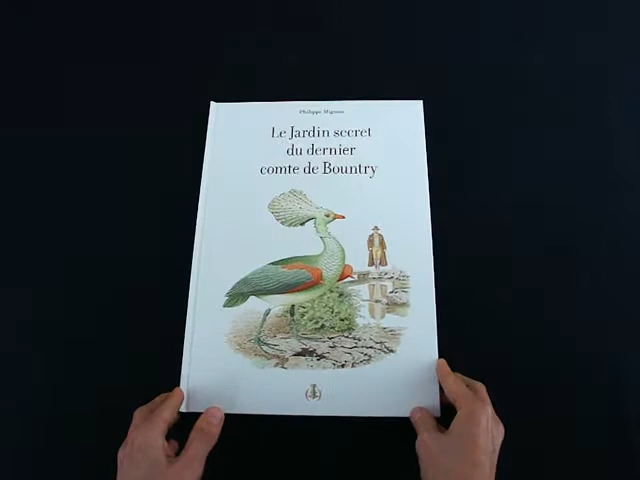 Philippe Mignon
Le Jardin secret
du dernier
comte de Bountry